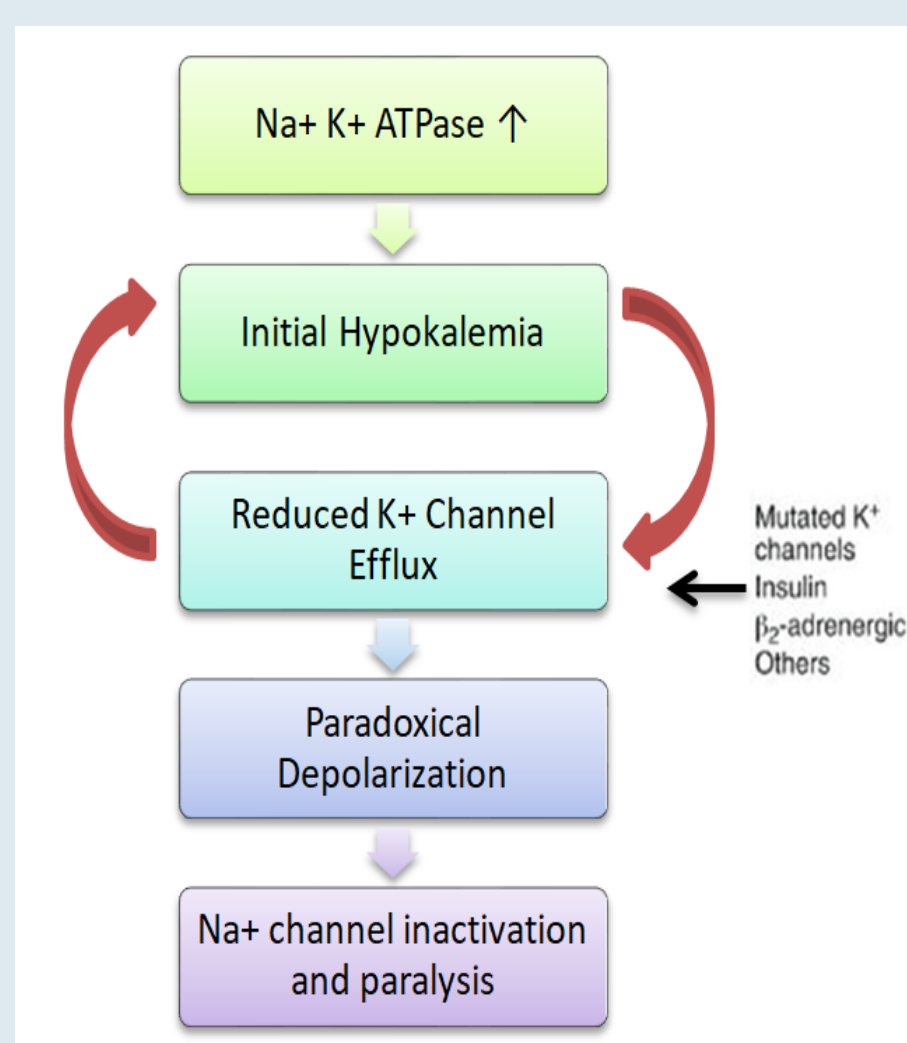 Na+ K+ ATPase ↑
Initial Hypokalemia
Reduced K+ Channel
Efflux
Mutated K⁺
channels
Insulin
β₂-adrenergic
Others
Paradoxical
Depolarization
Na+ channel inactivation
and paralysis